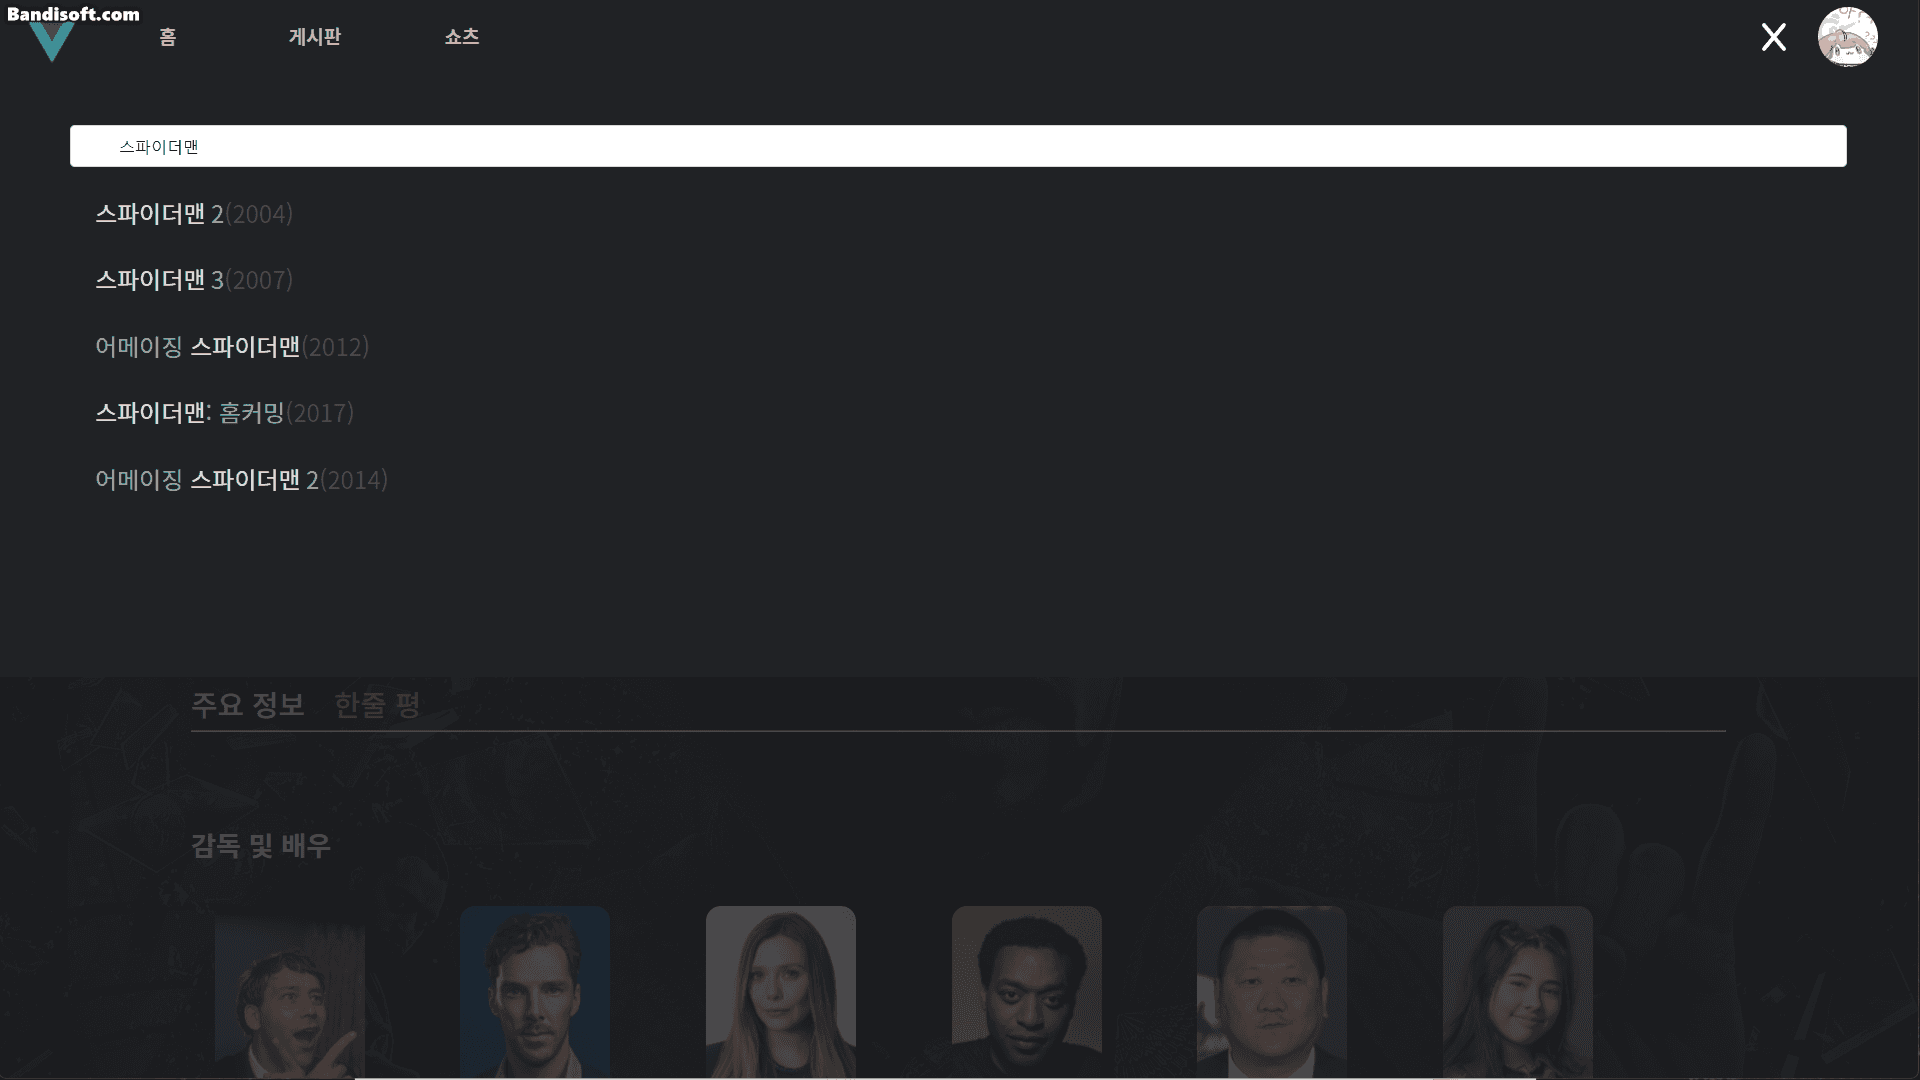 Bandisoft.com
홈 게시판 쇼츠
스파이더맨
스파이더맨 2(2004)
스파이더맨 3(2007)
어메이징 스파이더맨(2012)
스파이더맨: 홈커밍(2017)
어메이징 스파이더맨 2(2014)
주요 정보 한줄 평
감독 및 배우